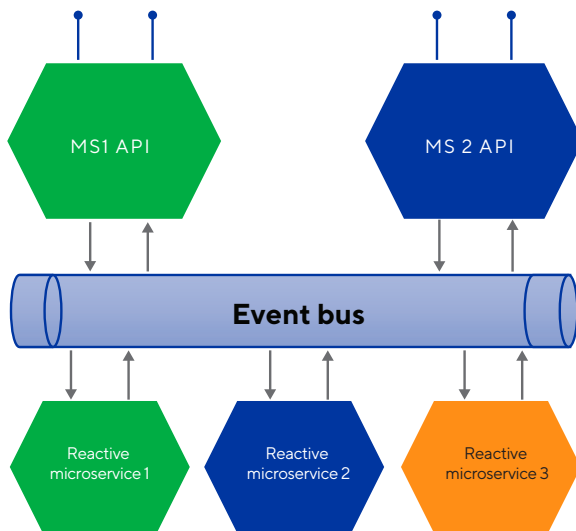 MS1 API
MS 2 API
Event bus
Reactive
microservice 1
Reactive
microservice 2
Reactive
microservice 3